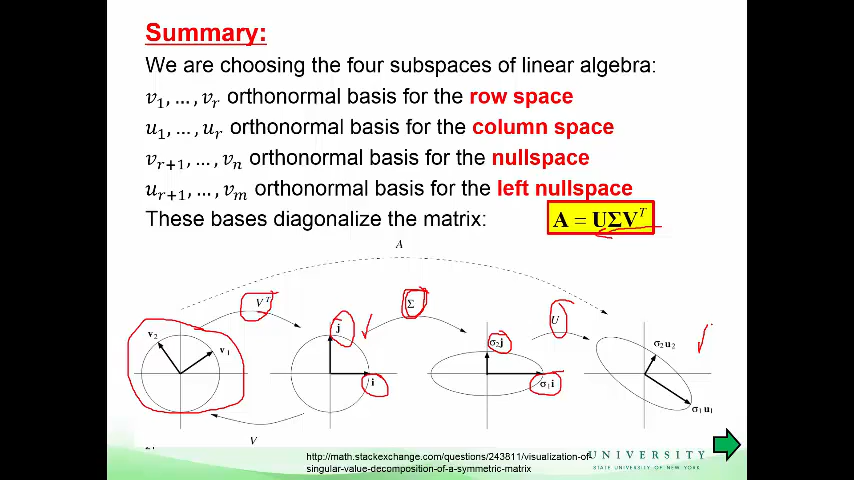 Summary:
We are choosing the four subspaces of linear algebra:
v₁, … , vᵣ orthonormal basis for the row space
u₁, … , uᵣ orthonormal basis for the column space
vᵣ₊₁, … , vₙ orthonormal basis for the nullspace
uᵣ₊₁, … , vₘ orthonormal basis for the left nullspace
These bases diagonalize the matrix: A = UΣVᵀ
A
Vᵀ
Σ
U
v₂
v₁
j
i
σ₂j
σ₁i
σ₂u₂
σ₁u₁
V
http://math.stackexchange.com/questions/243811/visualization-of-
singular-value-decomposition-of-a-symmetric-matrix
UNIVERSITY
STATE UNIVERSITY OF NEW YORK